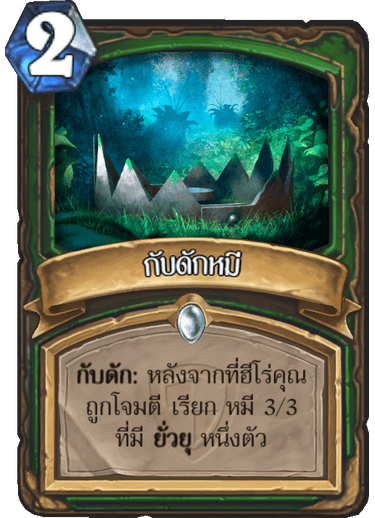 2
กับดักหมี
กับดัก: หลังจากที่ฮีโร่คุณ
ถูกโจมตี เรียก หมี 3/3
ที่มี ยั่วยุ หนึ่งตัว